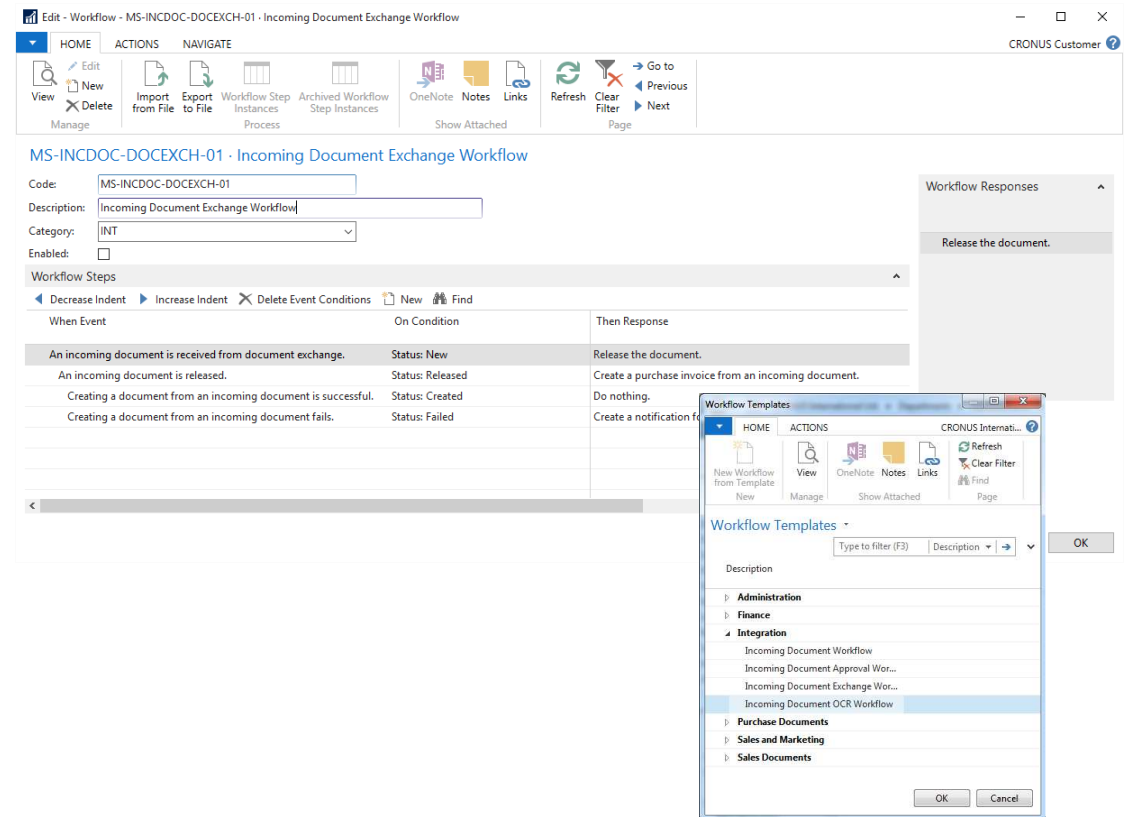 Edit - Workflow - MS-INCDOC-DOCEXCH-01 · Incoming Document Exchange Workflow
HOME ACTIONS NAVIGATE CRONUS Customer
View
Edit
New
Delete
Manage
Import from File
Export to File
Workflow Step Instances
Archived Workflow Step Instances
Process
OneNote
Notes
Links
Show Attached
Refresh
Clear Filter
Go to
Previous
Next
Page
MS-INCDOC-DOCEXCH-01 · Incoming Document Exchange Workflow
Code: MS-INCDOC-DOCEXCH-01
Description: Incoming Document Exchange Workflow
Category: INT
Enabled:
Workflow Responses
Release the document.
Workflow Steps
Decrease Indent Increase Indent Delete Event Conditions New Find
When Event On Condition Then Response
An incoming document is received from document exchange. Status: New Release the document.
An incoming document is released. Status: Released Create a purchase invoice from an incoming document.
Creating a document from an incoming document is successful. Status: Created Do nothing.
Creating a document from an incoming document fails. Status: Failed Create a notification
OK
Workflow Templates
HOME ACTIONS CRONUS Internati...
New Workflow from Template
New
View
Manage
OneNote
Notes
Links
Show Attached
Refresh
Clear Filter
Find
Page
Workflow Templates
Type to filter (F3) Description
Description
Administration
Finance
Integration
Incoming Document Workflow
Incoming Document Approval Wor...
Incoming Document Exchange Wor...
Incoming Document OCR Workflow
Purchase Documents
Sales and Marketing
Sales Documents
OK Cancel